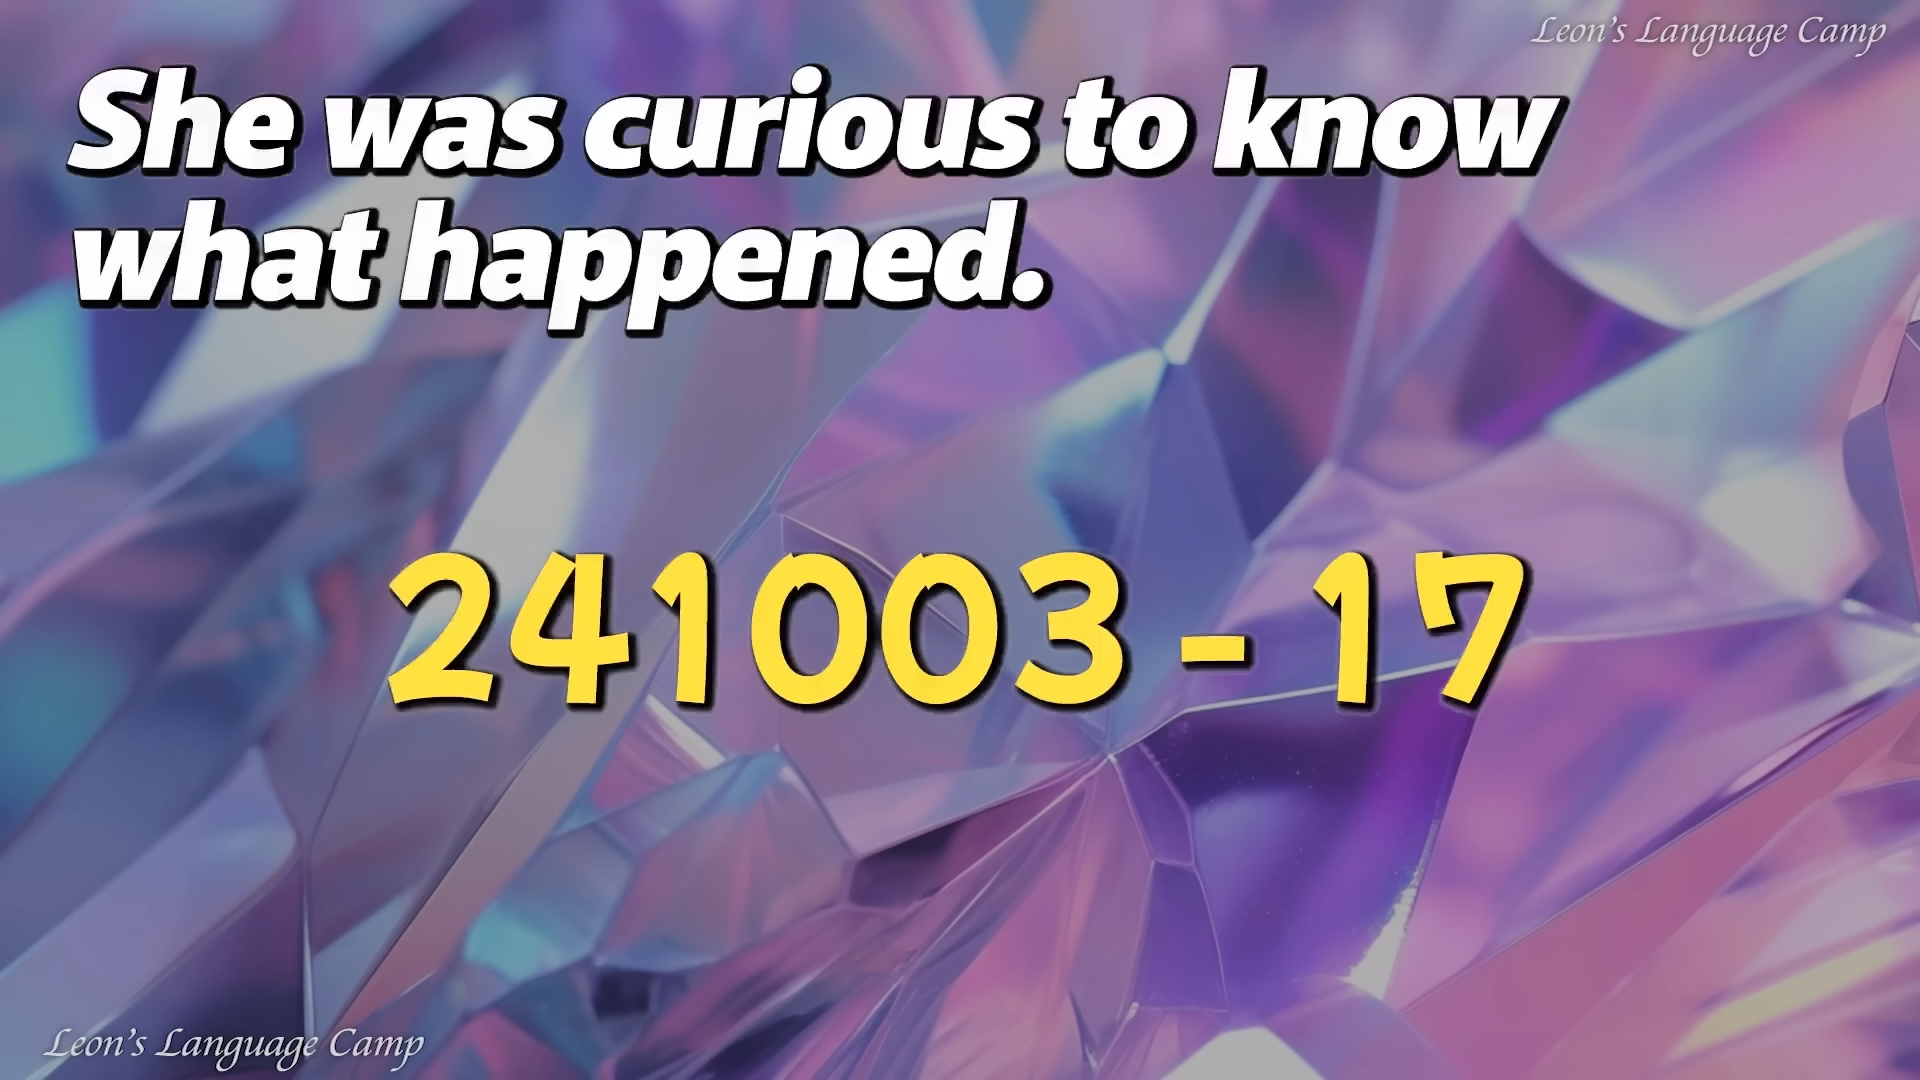 Leon's Language Camp
She was curious to know
what happened.
241003 - 17
Leon's Language Camp